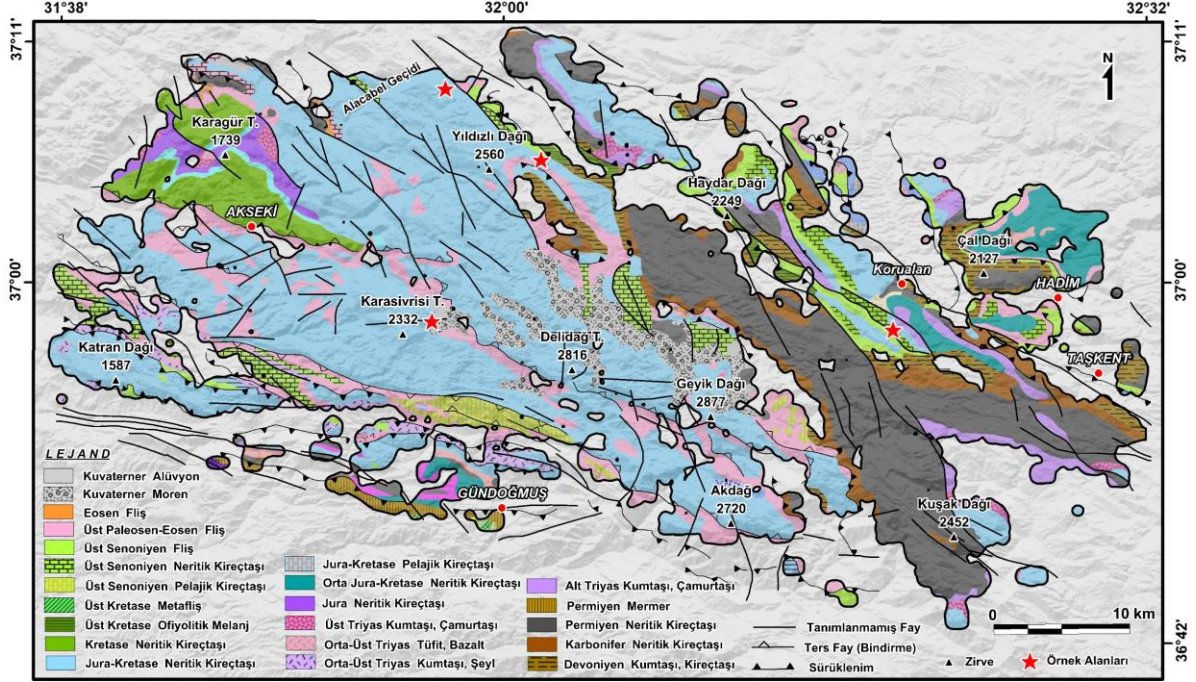 31°38'
32°00'
32°32'
37°11'
37°11'
N
Alacabel Geçidi
Karagür T.
1739
Yıldızlı Dağı
2560
Haydar Dağı
2249
AKSEKİ
Çal Dağı
2127
Korualan
HADİM
37°00'
37°00'
Karasivrisi T.
2332
Delidağ T.
2816
Katran Dağı
1587
TAŞKENT
Geyik Dağı
2877
Akdağ
2720
GÜNDOĞMUŞ
Kuşak Dağı
2452
LEJAND
Kuvaterner Alüvyon
Kuvaterner Moren
Eosen Fliş
Üst Paleosen-Eosen Fliş
Üst Senoniyen Fliş
Üst Senoniyen Neritik Kireçtaşı
Üst Senoniyen Pelajik Kireçtaşı
Üst Kretase Metafliş
Üst Kretase Ofiyolitik Melanj
Kretase Neritik Kireçtaşı
Jura-Kretase Neritik Kireçtaşı
Jura-Kretase Pelajik Kireçtaşı
Orta Jura-Kretase Neritik Kireçtaşı
Jura Neritik Kireçtaşı
Üst Triyas Kumtaşı, Çamurtaşı
Orta-Üst Triyas Tüfit, Bazalt
Orta-Üst Triyas Kumtaşı, Şeyl
Alt Triyas Kumtaşı, Çamurtaşı
Permiyen Mermer
Permiyen Neritik Kireçtaşı
Karbonifer Neritik Kireçtaşı
Devoniyen Kumtaşı, Kireçtaşı
Tanımlanmamış Fay
Ters Fay (Bindirme)
Sürüklenim
Zirve
Örnek Alanları
0 10 km
36°42'